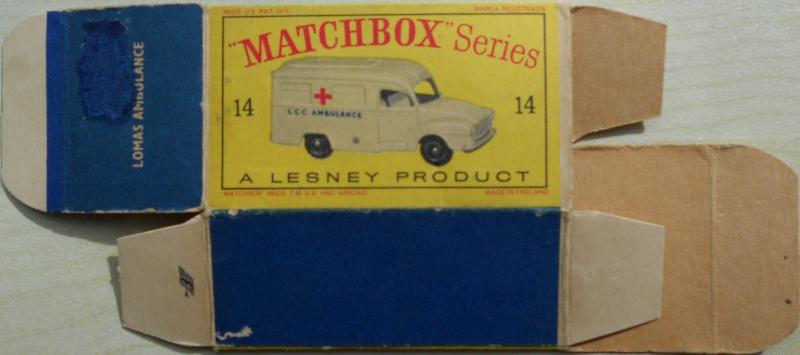 REGD U.S. PAT. OFF. MARCA REGISTRADA
"MATCHBOX" Series
14 14
L.C.C AMBULANCE
A LESNEY PRODUCT
MATCHBOX REGD. T.M. G.B. AND ABROAD MADE IN ENGLAND
LOMAS AMBULANCE